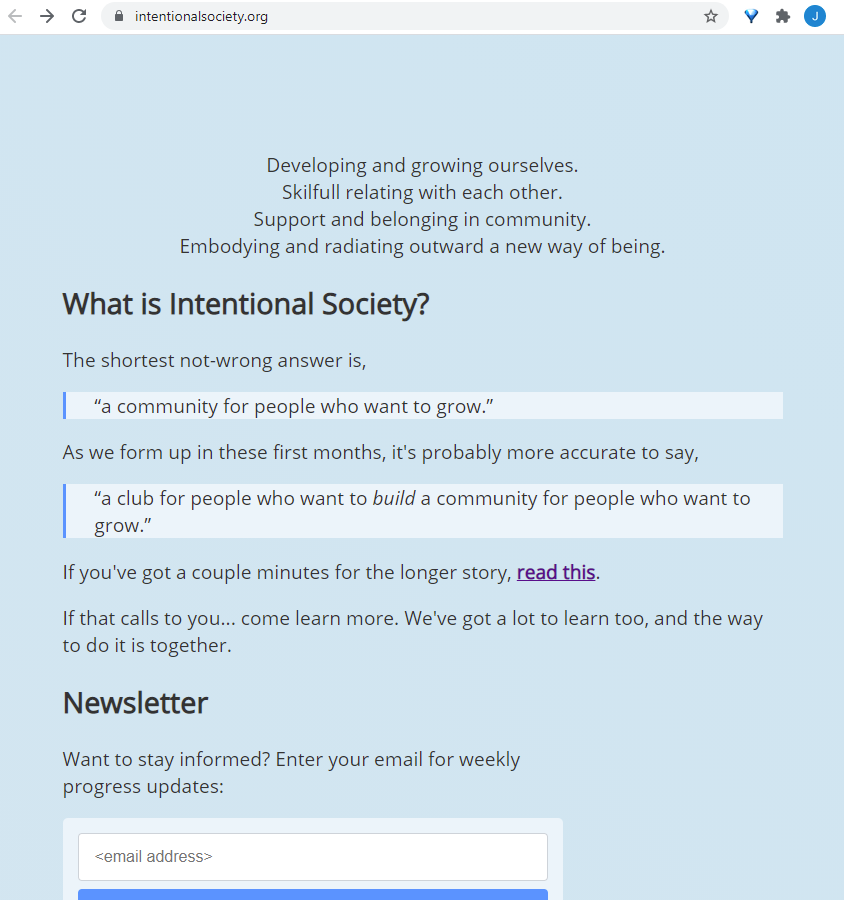 intentionalsociety.org
J
Developing and growing ourselves.
Skilfull relating with each other.
Support and belonging in community.
Embodying and radiating outward a new way of being.
What is Intentional Society?
The shortest not-wrong answer is,
“a community for people who want to grow.”
As we form up in these first months, it's probably more accurate to say,
“a club for people who want to build a community for people who want to
grow.”
If you've got a couple minutes for the longer story, read this.
If that calls to you... come learn more. We've got a lot to learn too, and the way
to do it is together.
Newsletter
Want to stay informed? Enter your email for weekly
progress updates:
<email address>